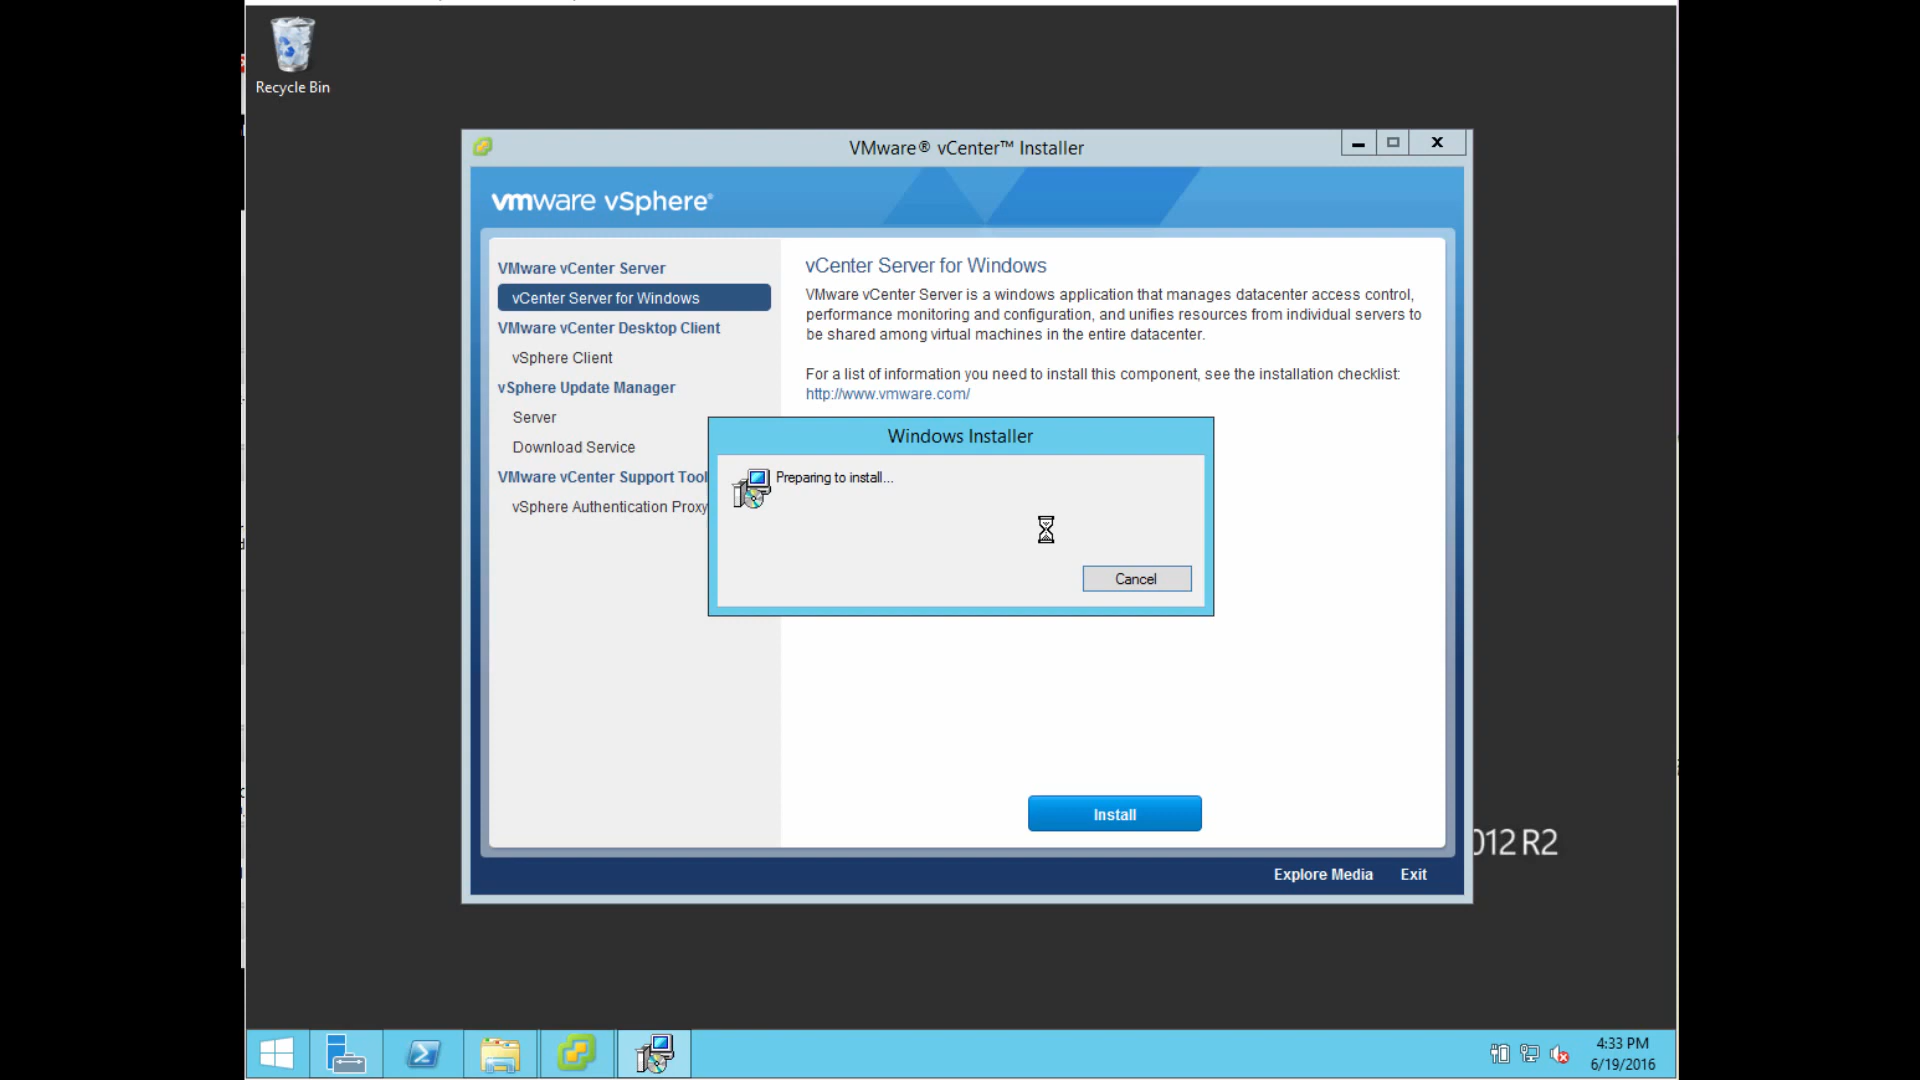 Recycle Bin
VMware® vCenter™ Installer
vmware vSphere®
VMware vCenter Server
vCenter Server for Windows
VMware vCenter Desktop Client
vSphere Client
vSphere Update Manager
Server
Download Service
VMware vCenter Support Tool
vSphere Authentication Proxy
vCenter Server for Windows
VMware vCenter Server is a windows application that manages datacenter access control,
performance monitoring and configuration, and unifies resources from individual servers to
be shared among virtual machines in the entire datacenter.
For a list of information you need to install this component, see the installation checklist:
http://www.vmware.com/
Windows Installer
Preparing to install...
Cancel
Install
012 R2
Explore Media Exit
4:33 PM
6/19/2016